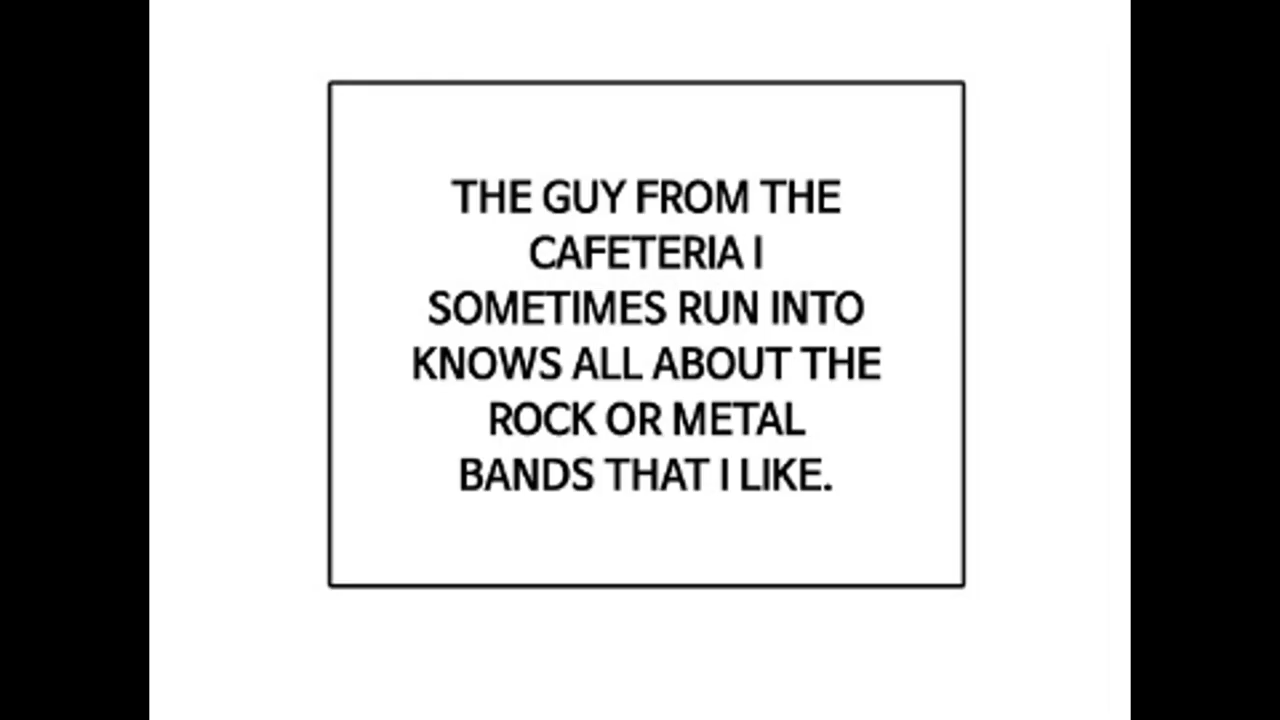 THE GUY FROM THE
CAFETERIA I
SOMETIMES RUN INTO
KNOWS ALL ABOUT THE
ROCK OR METAL
BANDS THAT I LIKE.